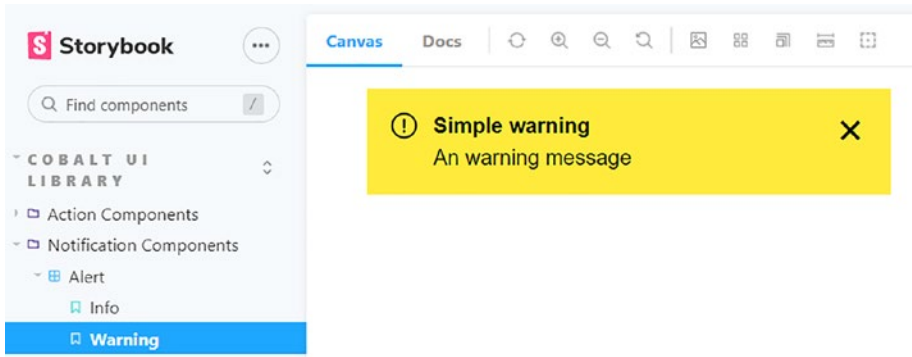 Storybook
Find components
/
COBALT UI
LIBRARY
Action Components
Notification Components
Alert
Info
Warning
Canvas
Docs
Simple warning
An warning message